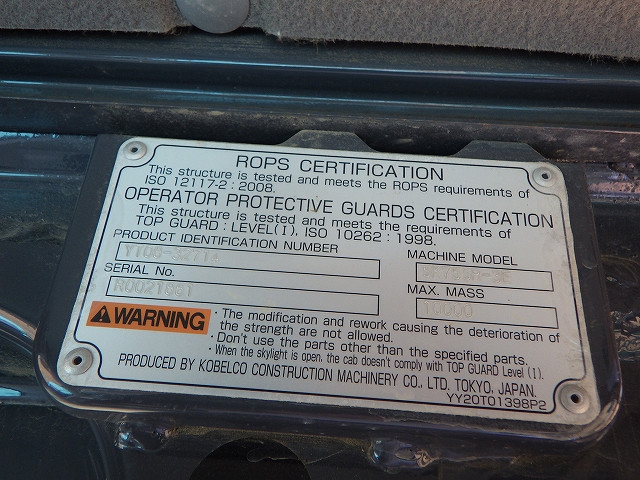 ROPS CERTIFICATION
This structure is tested and meets the ROPS requirements of
ISO 12117-2 : 2008.
OPERATOR PROTECTIVE GUARDS CERTIFICATION
This structure is tested and meets the requirements of
TOP GUARD : LEVEL(I), ISO 10262 : 1998.
PRODUCT IDENTIFICATION NUMBER
MACHINE MODEL
SERIAL No.
MAX. MASS
10000
WARNING
· The modification and rework causing the deterioration of
the strength are not allowed.
· Don't use the parts other than the specified parts.
· When the skylight is open, the cab doesn't comply with TOP GUARD Level (I).
PRODUCED BY KOBELCO CONSTRUCTION MACHINERY CO., LTD. TOKYO, JAPAN.
YY20T01398P2